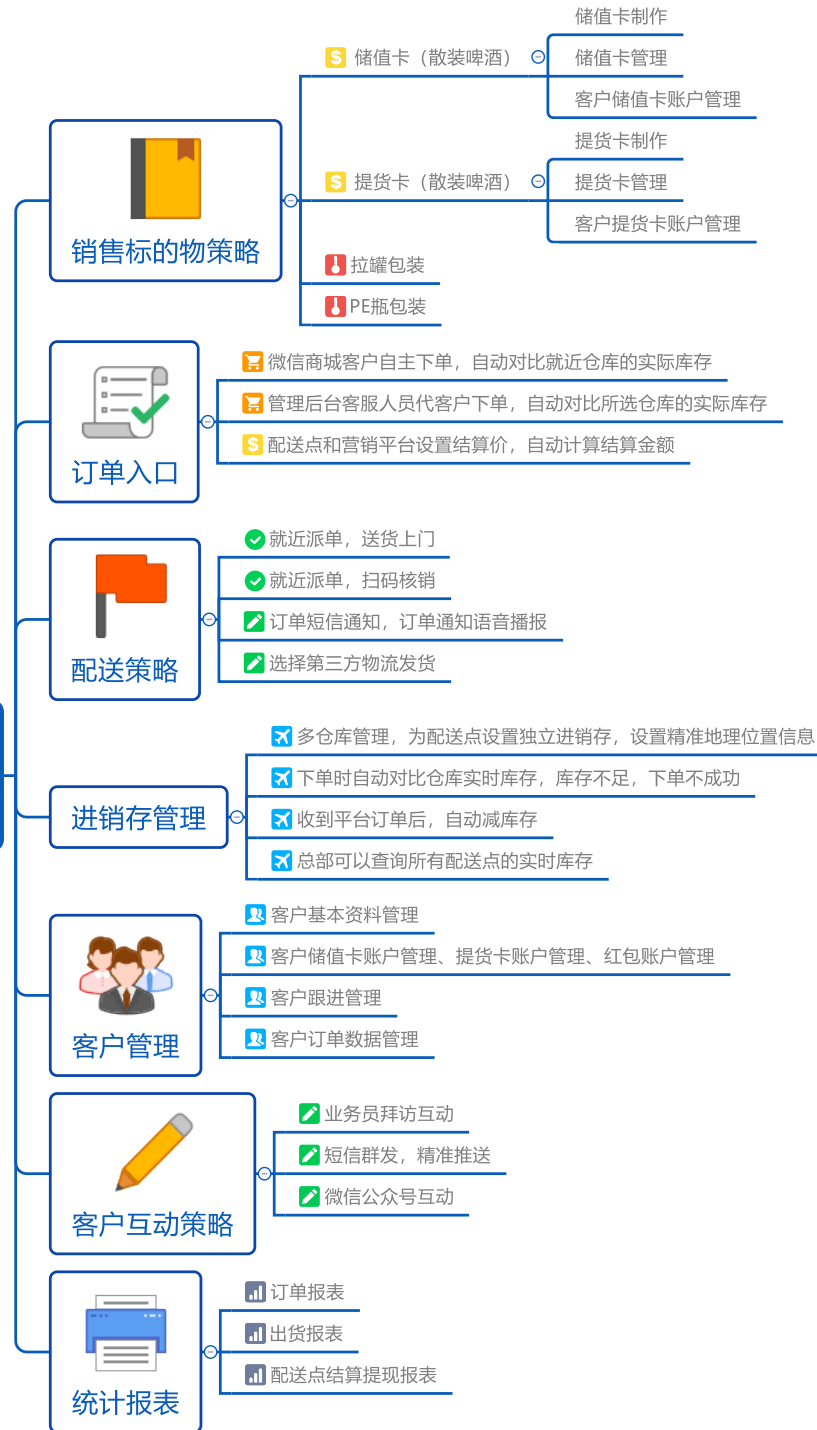 销售标的物策略
储值卡（散装啤酒）
储值卡制作
储值卡管理
客户储值卡账户管理
提货卡（散装啤酒）
提货卡制作
提货卡管理
客户提货卡账户管理
拉罐包装
PE瓶包装
订单入口
微信商城客户自主下单，自动对比就近仓库的实际库存
管理后台客服人员代客户下单，自动对比所选仓库的实际库存
配送点和营销平台设置结算价，自动计算结算金额
配送策略
就近派单，送货上门
就近派单，扫码核销
订单短信通知，订单通知语音播报
选择第三方物流发货
进销存管理
多仓库管理，为配送点设置独立进销存，设置精准地理位置信息
下单时自动对比仓库实时库存，库存不足，下单不成功
收到平台订单后，自动减库存
总部可以查询所有配送点的实时库存
客户管理
客户基本资料管理
客户储值卡账户管理、提货卡账户管理、红包账户管理
客户跟进管理
客户订单数据管理
客户互动策略
业务员拜访互动
短信群发，精准推送
微信公众号互动
统计报表
订单报表
出货报表
配送点结算提现报表